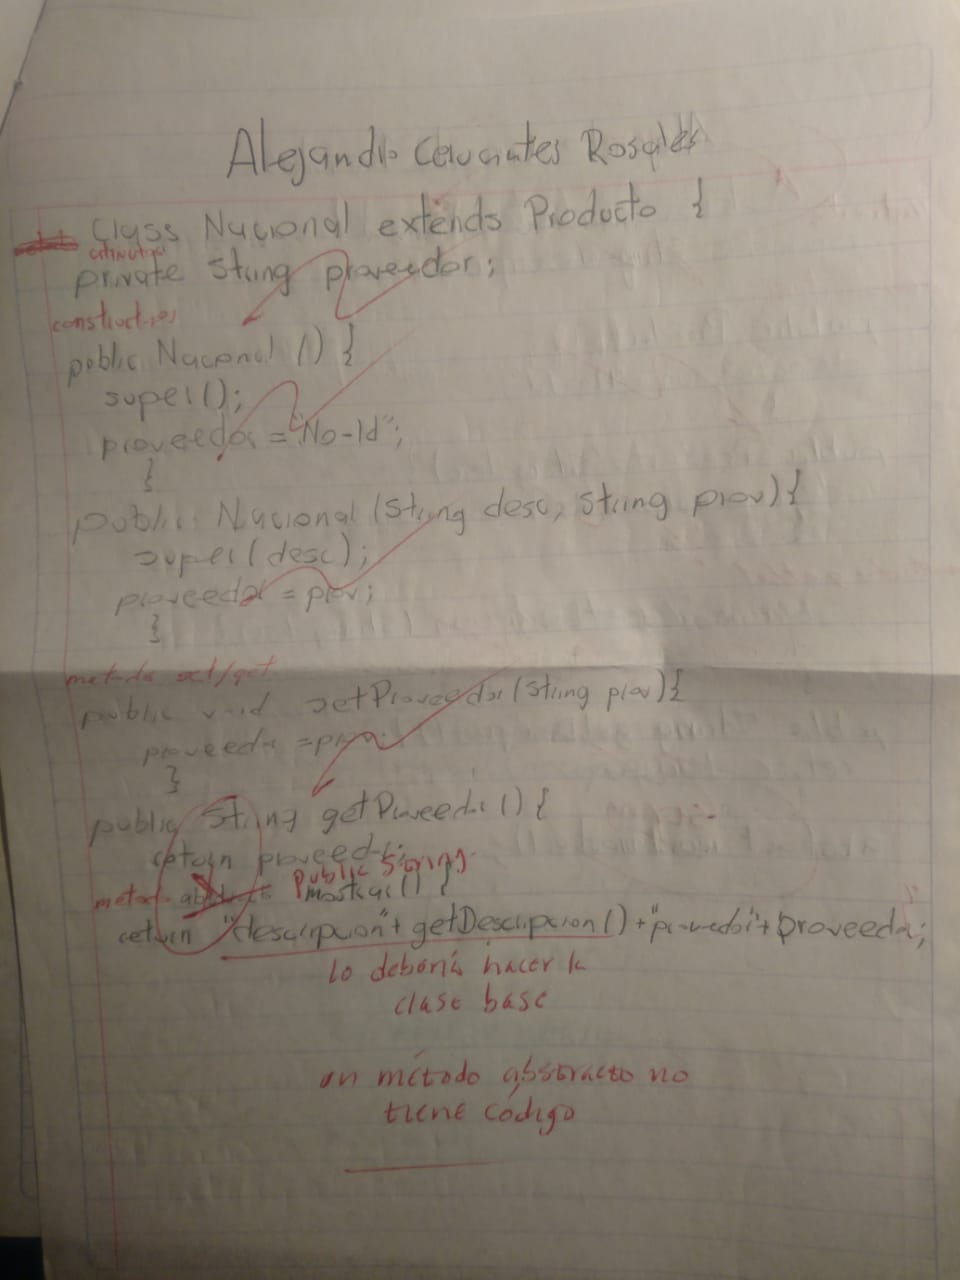 Alejandro Cervantes Rosales
Class Nacional extends Producto {
private String proveedor;
constructores
public Nacional () {
super();
proveedor = "No-Id";
}
public Nacional (String desc, String prov) {
super(desc);
proveedor = prov;
}
metodo set/get
public void setProveedor (String prov) {
proveedor = prov;
}
public String getProveedor () {
return proveedor;
public String
metodo mostrar () {
return "descripcion" + getDescripcion () + "proveedor" + proveedor;
lo debería hacer la
clase base
un método abstracto no
tiene código